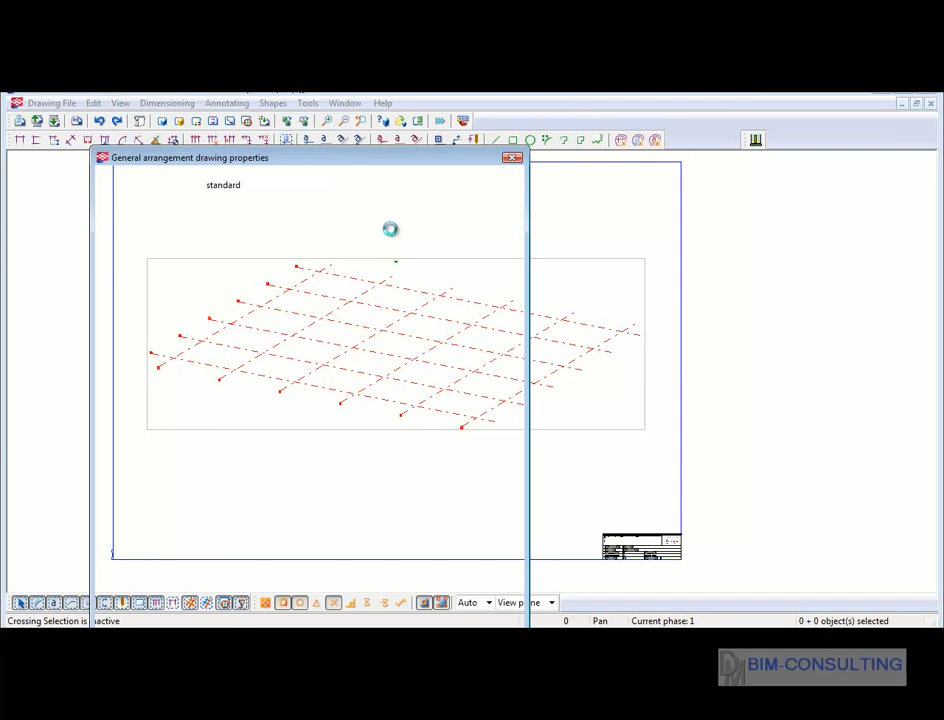 Drawing File Edit View Dimensioning Annotating Shapes Tools Window Help
General arrangement drawing properties
standard
Auto View plane
Crossing Selection is inactive 0 Pan Current phase: 1 0 + 0 object(s) selected
DM BIM-CONSULTING